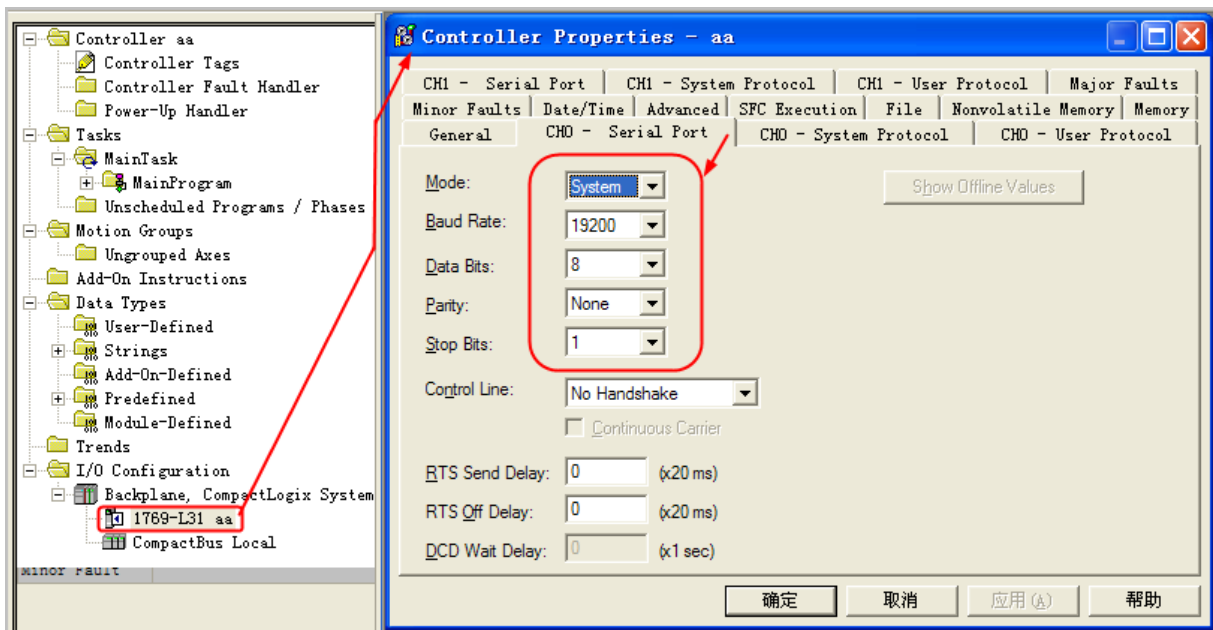 Controller aa
Controller Tags
Controller Fault Handler
Power-Up Handler
Tasks
MainTask
MainProgram
Unscheduled Programs / Phases
Motion Groups
Ungrouped Axes
Add-On Instructions
Data Types
User-Defined
Strings
Add-On-Defined
Predefined
Module-Defined
Trends
I/O Configuration
Backplane, CompactLogix System
1769-L31 aa
CompactBus Local
Minor Fault
Controller Properties - aa
CH1 - Serial Port CH1 - System Protocol CH1 - User Protocol Major Faults
Minor Faults Date/Time Advanced SFC Execution File Nonvolatile Memory Memory
General CH0 - Serial Port CH0 - System Protocol CH0 - User Protocol
Mode: System Show Offline Values
Baud Rate: 19200
Data Bits: 8
Parity: None
Stop Bits: 1
Control Line: No Handshake
Continuous Carrier
RTS Send Delay: 0 (x20 ms)
RTS Off Delay: 0 (x20 ms)
DCD Wait Delay: 0 (x1 sec)
确定 取消 应用(A) 帮助